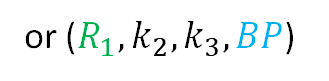 or (R₁, k₂, k₃, BP)